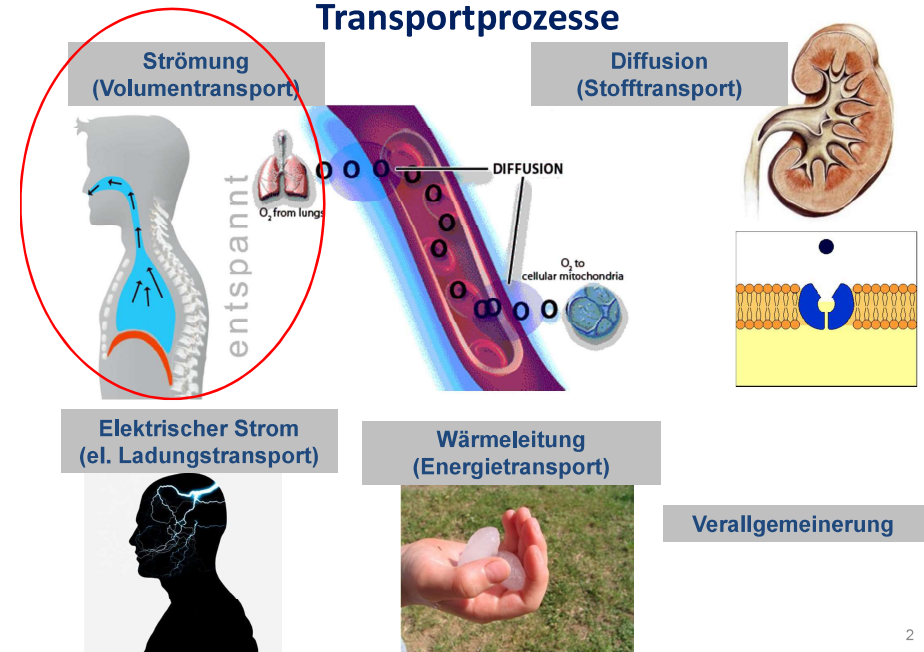 Transportprozesse
Strömung
(Volumentransport)
Diffusion
(Stofftransport)
entspannt
O₂ from lungs
DIFFUSION
O₂ to
cellular mitochondria
O O O O O O O O O O O O
Elektrischer Strom
(el. Ladungstransport)
Wärmeleitung
(Energietransport)
Verallgemeinerung
2